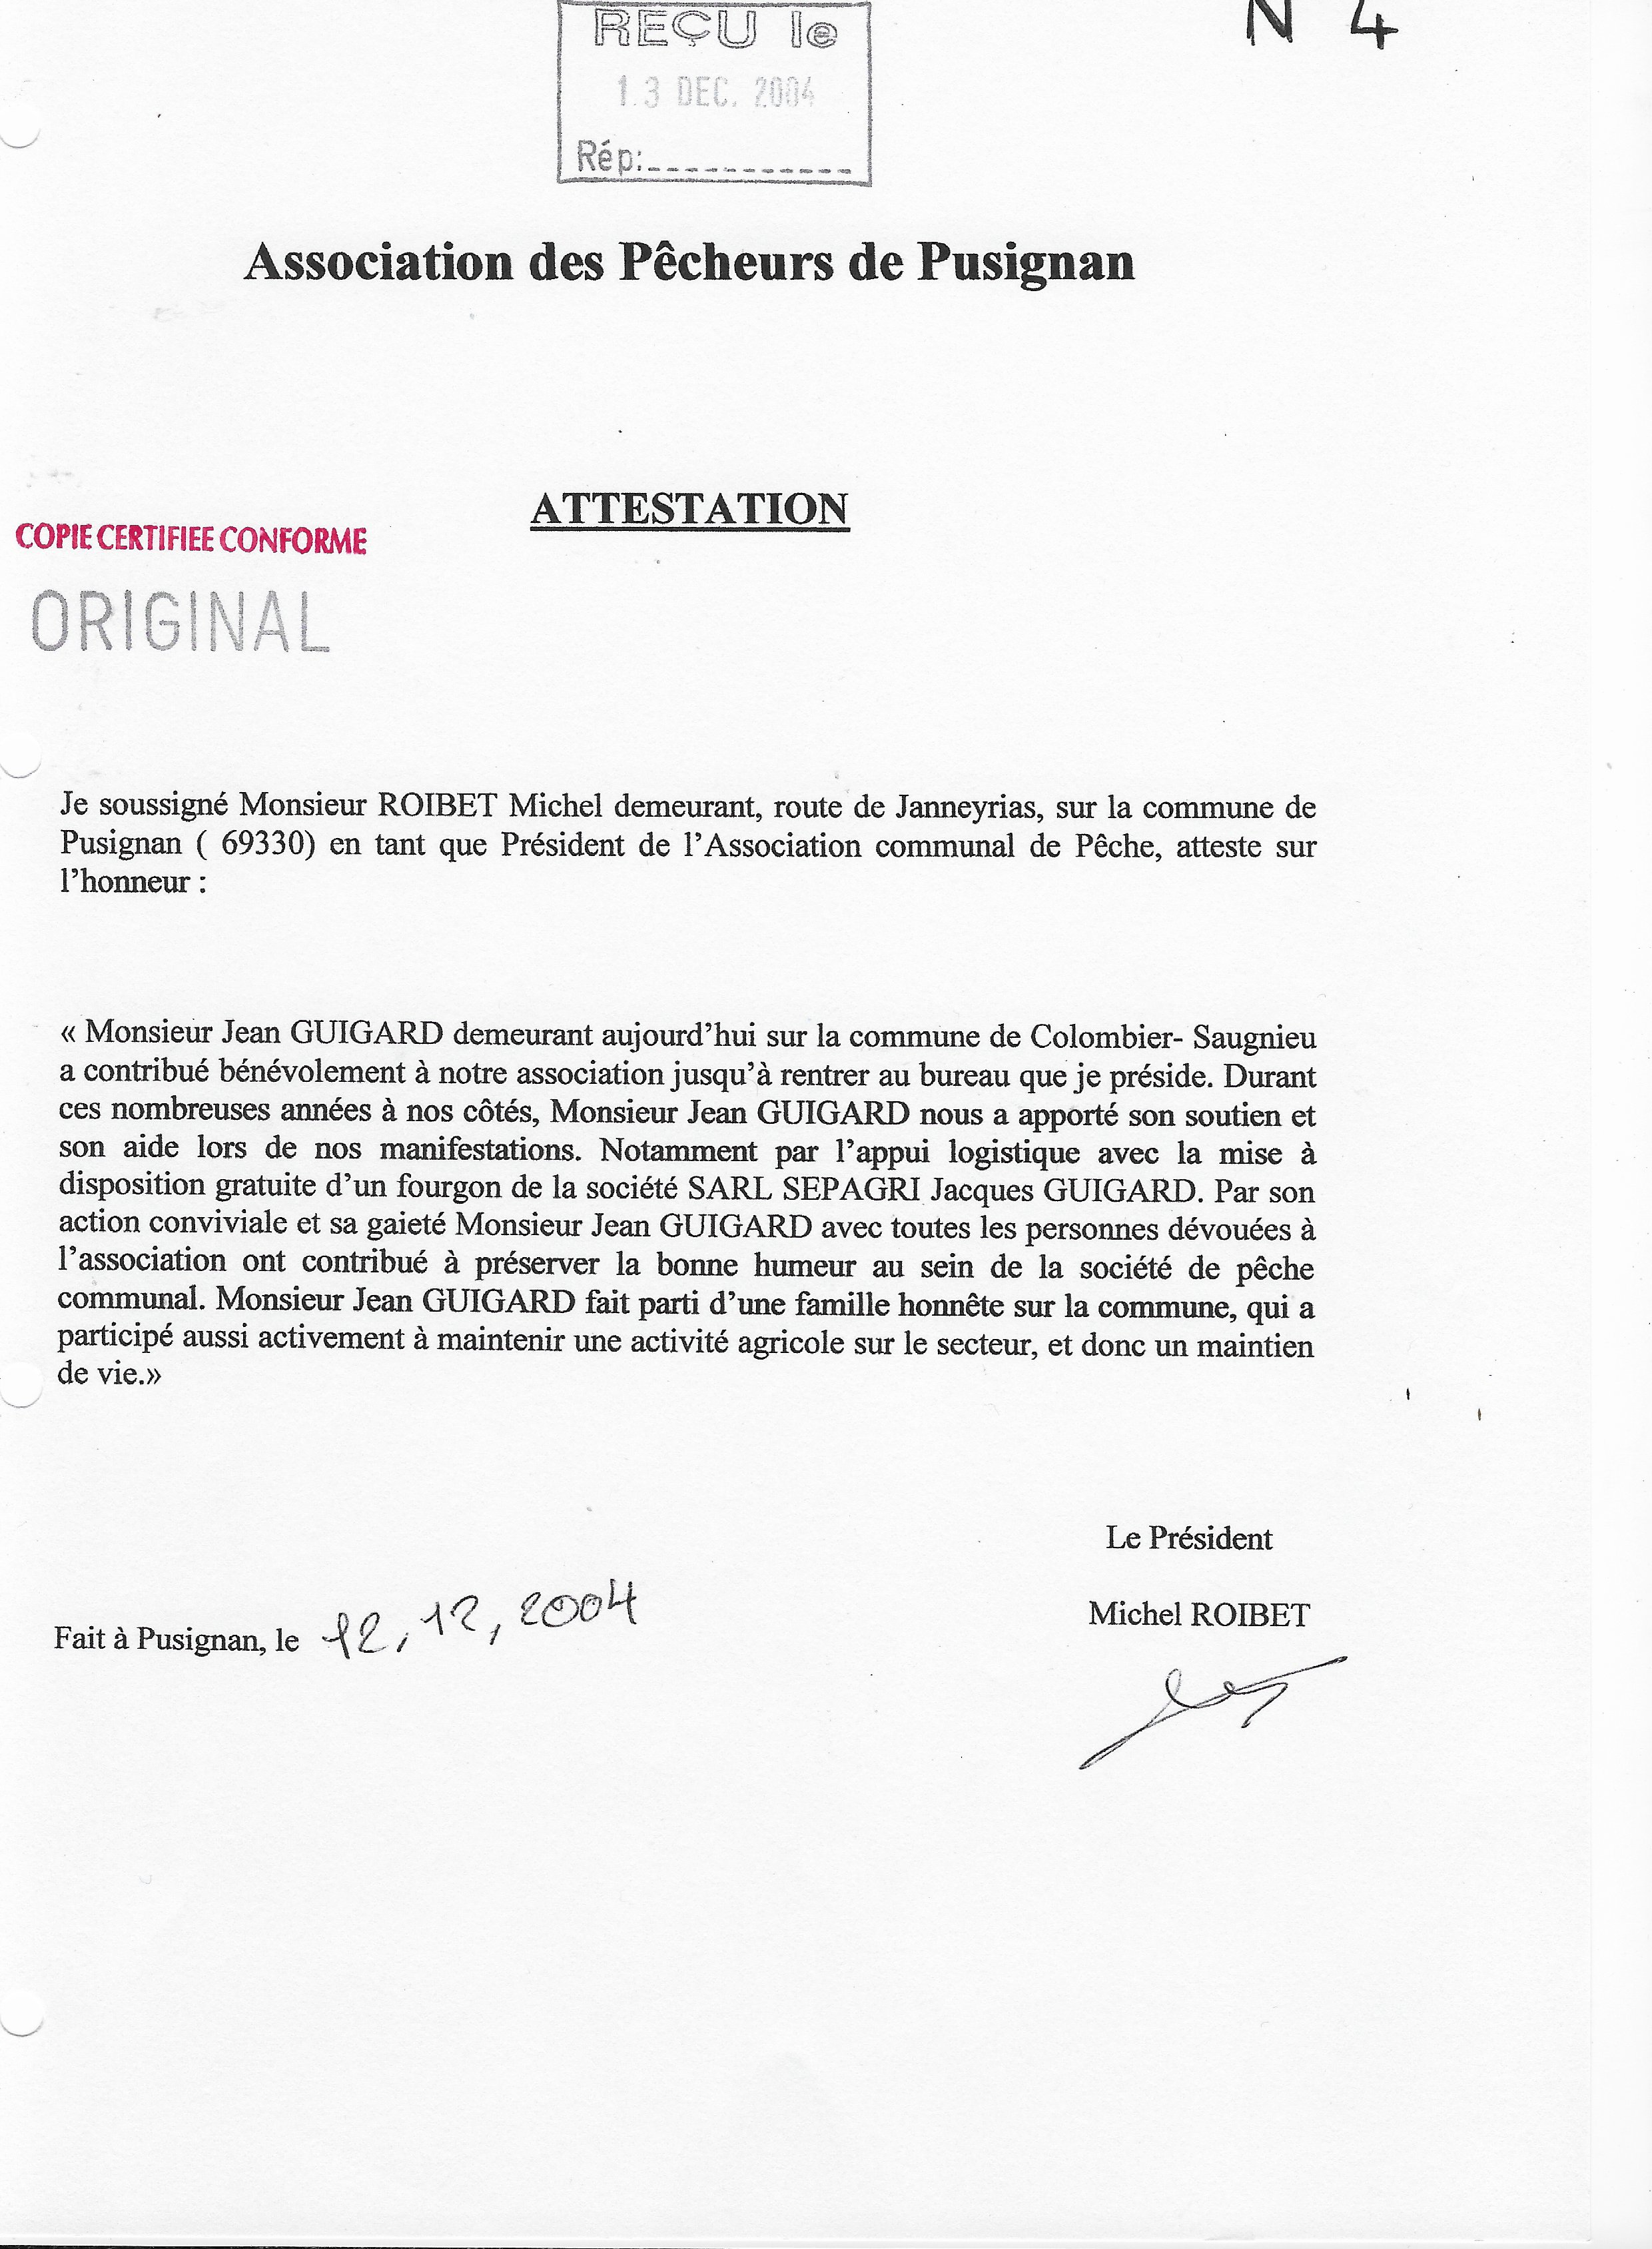 REÇU le
N 4
13 DEC. 2004
Rép:
Association des Pêcheurs de Pusignan
ATTESTATION
COPIE CERTIFIEE CONFORME
ORIGINAL
Je soussigné Monsieur ROIBET Michel demeurant, route de Janneyrias, sur la commune de
Pusignan ( 69330) en tant que Président de l'Association communal de Pêche, atteste sur
l'honneur :
« Monsieur Jean GUIGARD demeurant aujourd'hui sur la commune de Colombier- Saugnieu
a contribué bénévolement à notre association jusqu'à rentrer au bureau que je préside. Durant
ces nombreuses années à nos côtés, Monsieur Jean GUIGARD nous a apporté son soutien et
son aide lors de nos manifestations. Notamment par l'appui logistique avec la mise à
disposition gratuite d'un fourgon de la société SARL SEPAGRI Jacques GUIGARD. Par son
action conviviale et sa gaieté Monsieur Jean GUIGARD avec toutes les personnes dévouées à
l'association ont contribué à préserver la bonne humeur au sein de la société de pêche
communal. Monsieur Jean GUIGARD fait parti d'une famille honnête sur la commune, qui a
participé aussi activement à maintenir une activité agricole sur le secteur, et donc un maintien
de vie.»
Le Président
Michel ROIBET
Fait à Pusignan, le 12, 12, 2004